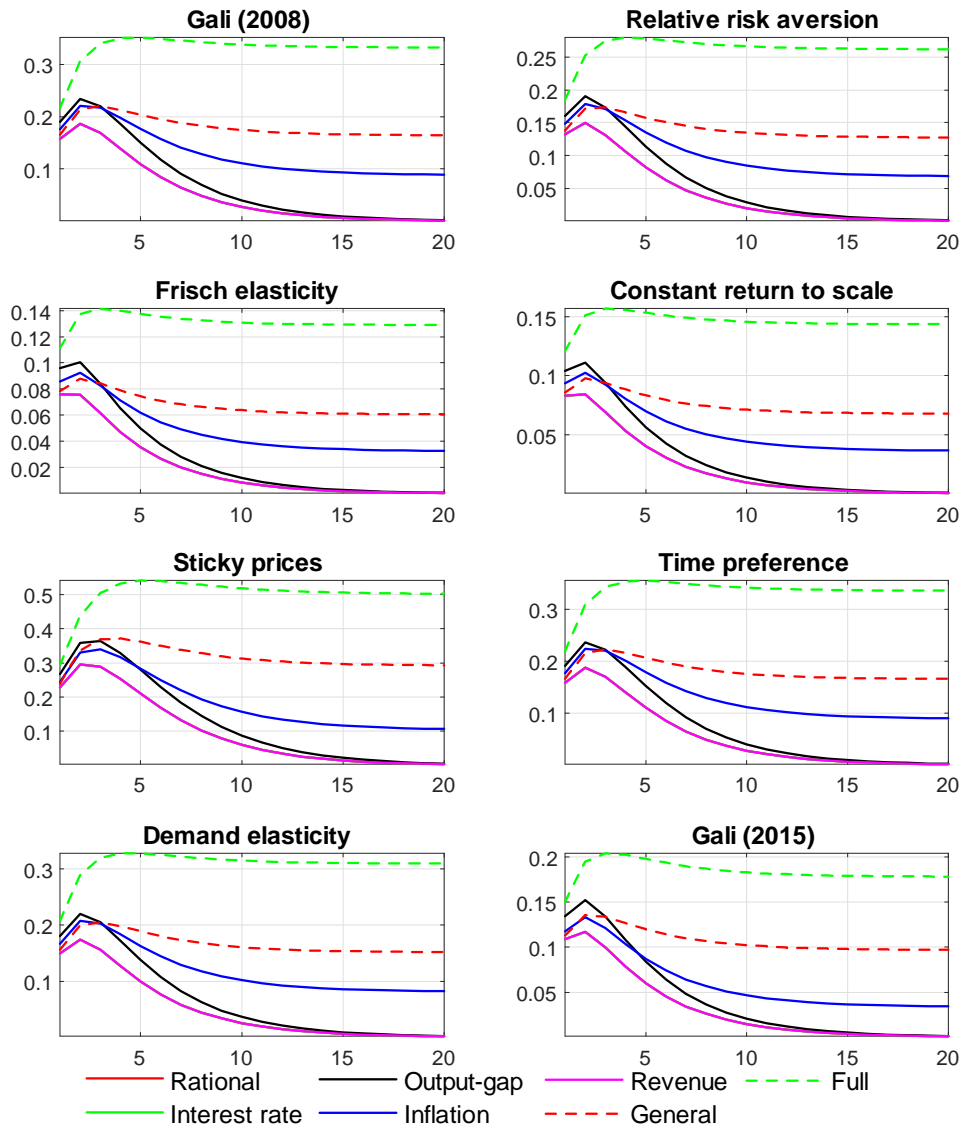 Gali (2008)
Relative risk aversion
0.3
0.2
0.1
5 10 15 20
0.25
0.2
0.15
0.1
0.05
5 10 15 20
Frisch elasticity
Constant return to scale
0.14
0.12
0.1
0.08
0.06
0.04
0.02
5 10 15 20
0.15
0.1
0.05
5 10 15 20
Sticky prices
Time preference
0.5
0.4
0.3
0.2
0.1
5 10 15 20
0.3
0.2
0.1
5 10 15 20
Demand elasticity
Gali (2015)
0.3
0.2
0.1
5 10 15 20
0.2
0.15
0.1
0.05
5 10 15 20
Rational Output-gap Revenue Full
Interest rate Inflation General